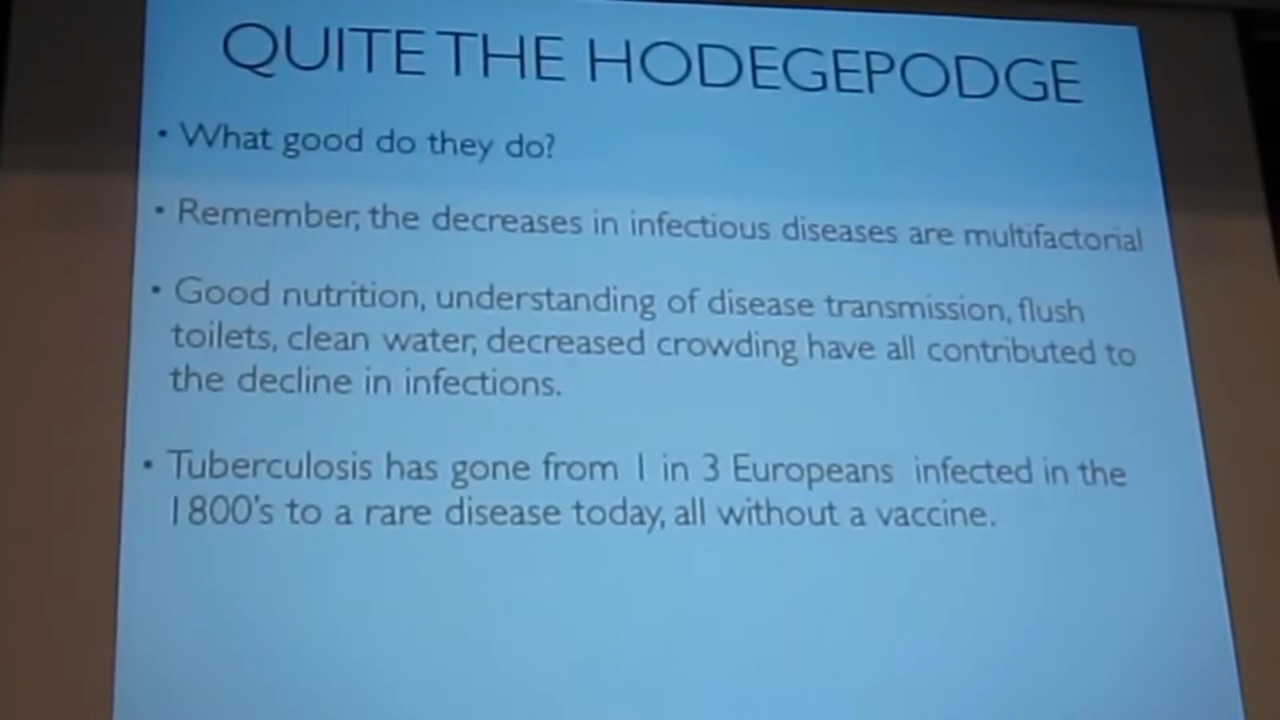 QUITE THE HODEGEPODGE
• What good do they do?
• Remember, the decreases in infectious diseases are multifactorial
• Good nutrition, understanding of disease transmission, flush
toilets, clean water, decreased crowding have all contributed to
the decline in infections.
• Tuberculosis has gone from 1 in 3 Europeans infected in the
1800's to a rare disease today, all without a vaccine.